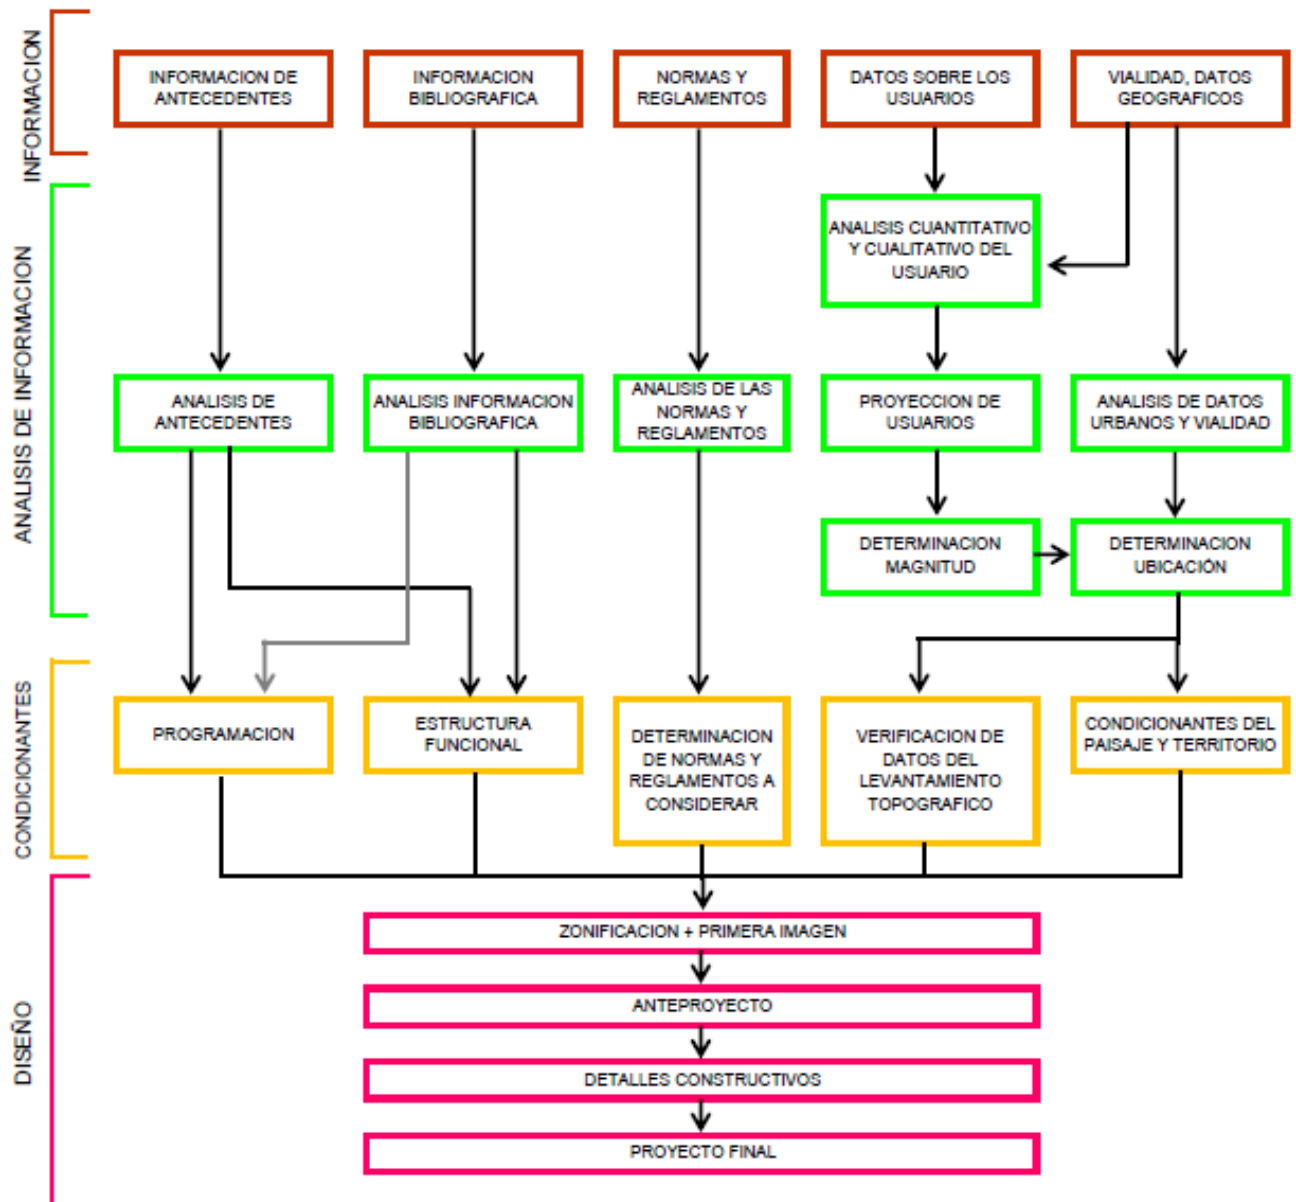 INFORMACION
INFORMACION DE
ANTECEDENTES
INFORMACION
BIBLIOGRAFICA
NORMAS Y
REGLAMENTOS
DATOS SOBRE LOS
USUARIOS
VIALIDAD, DATOS
GEOGRAFICOS
ANALISIS DE INFORMACION
ANALISIS CUANTITATIVO
Y CUALITATIVO DEL
USUARIO
ANALISIS DE
ANTECEDENTES
ANALISIS INFORMACION
BIBLIOGRAFICA
ANALISIS DE LAS
NORMAS Y
REGLAMENTOS
PROYECCION DE
USUARIOS
ANALISIS DE DATOS
URBANOS Y VIALIDAD
DETERMINACION
MAGNITUD
DETERMINACION
UBICACIÓN
CONDICIONANTES
PROGRAMACION
ESTRUCTURA
FUNCIONAL
DETERMINACION
DE NORMAS Y
REGLAMENTOS A
CONSIDERAR
VERIFICACION DE
DATOS DEL
LEVANTAMIENTO
TOPOGRAFICO
CONDICIONANTES DEL
PAISAJE Y TERRITORIO
DISEÑO
ZONIFICACION + PRIMERA IMAGEN
ANTEPROYECTO
DETALLES CONSTRUCTIVOS
PROYECTO FINAL